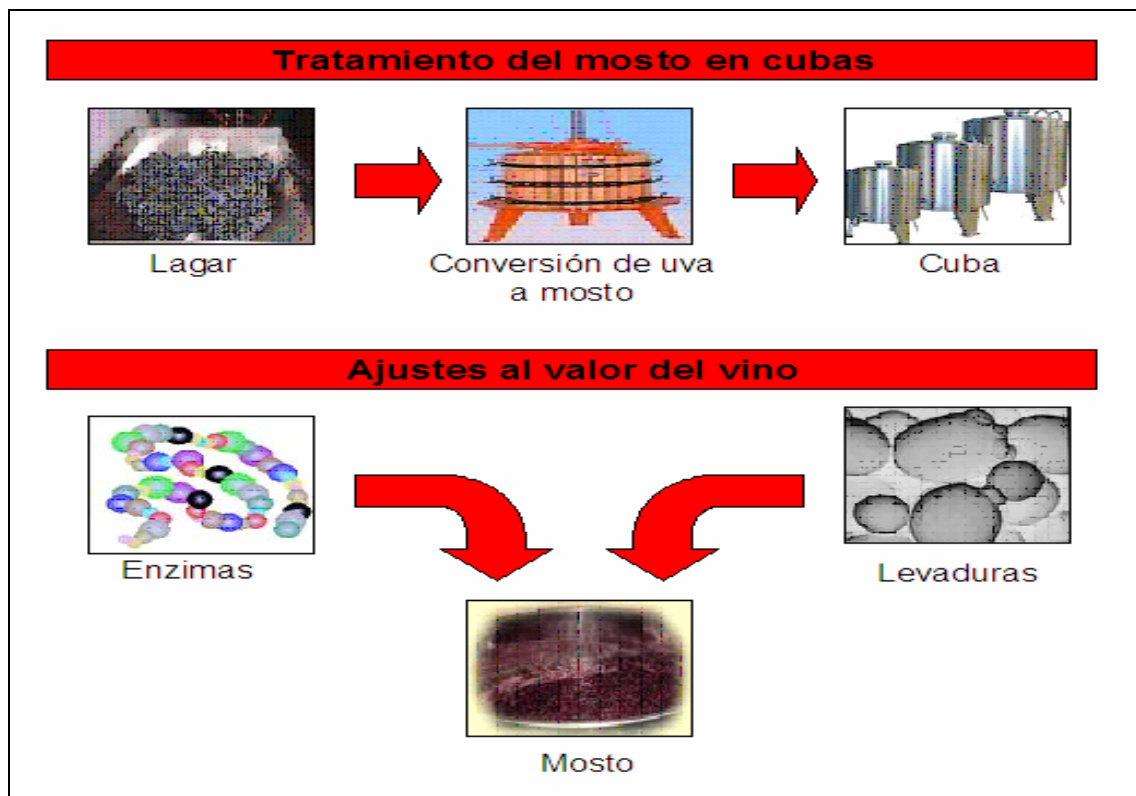 Tratamiento del mosto en cubas
Lagar
Conversión de uva
a mosto
Cuba
Ajustes al valor del vino
Enzimas
Levaduras
Mosto